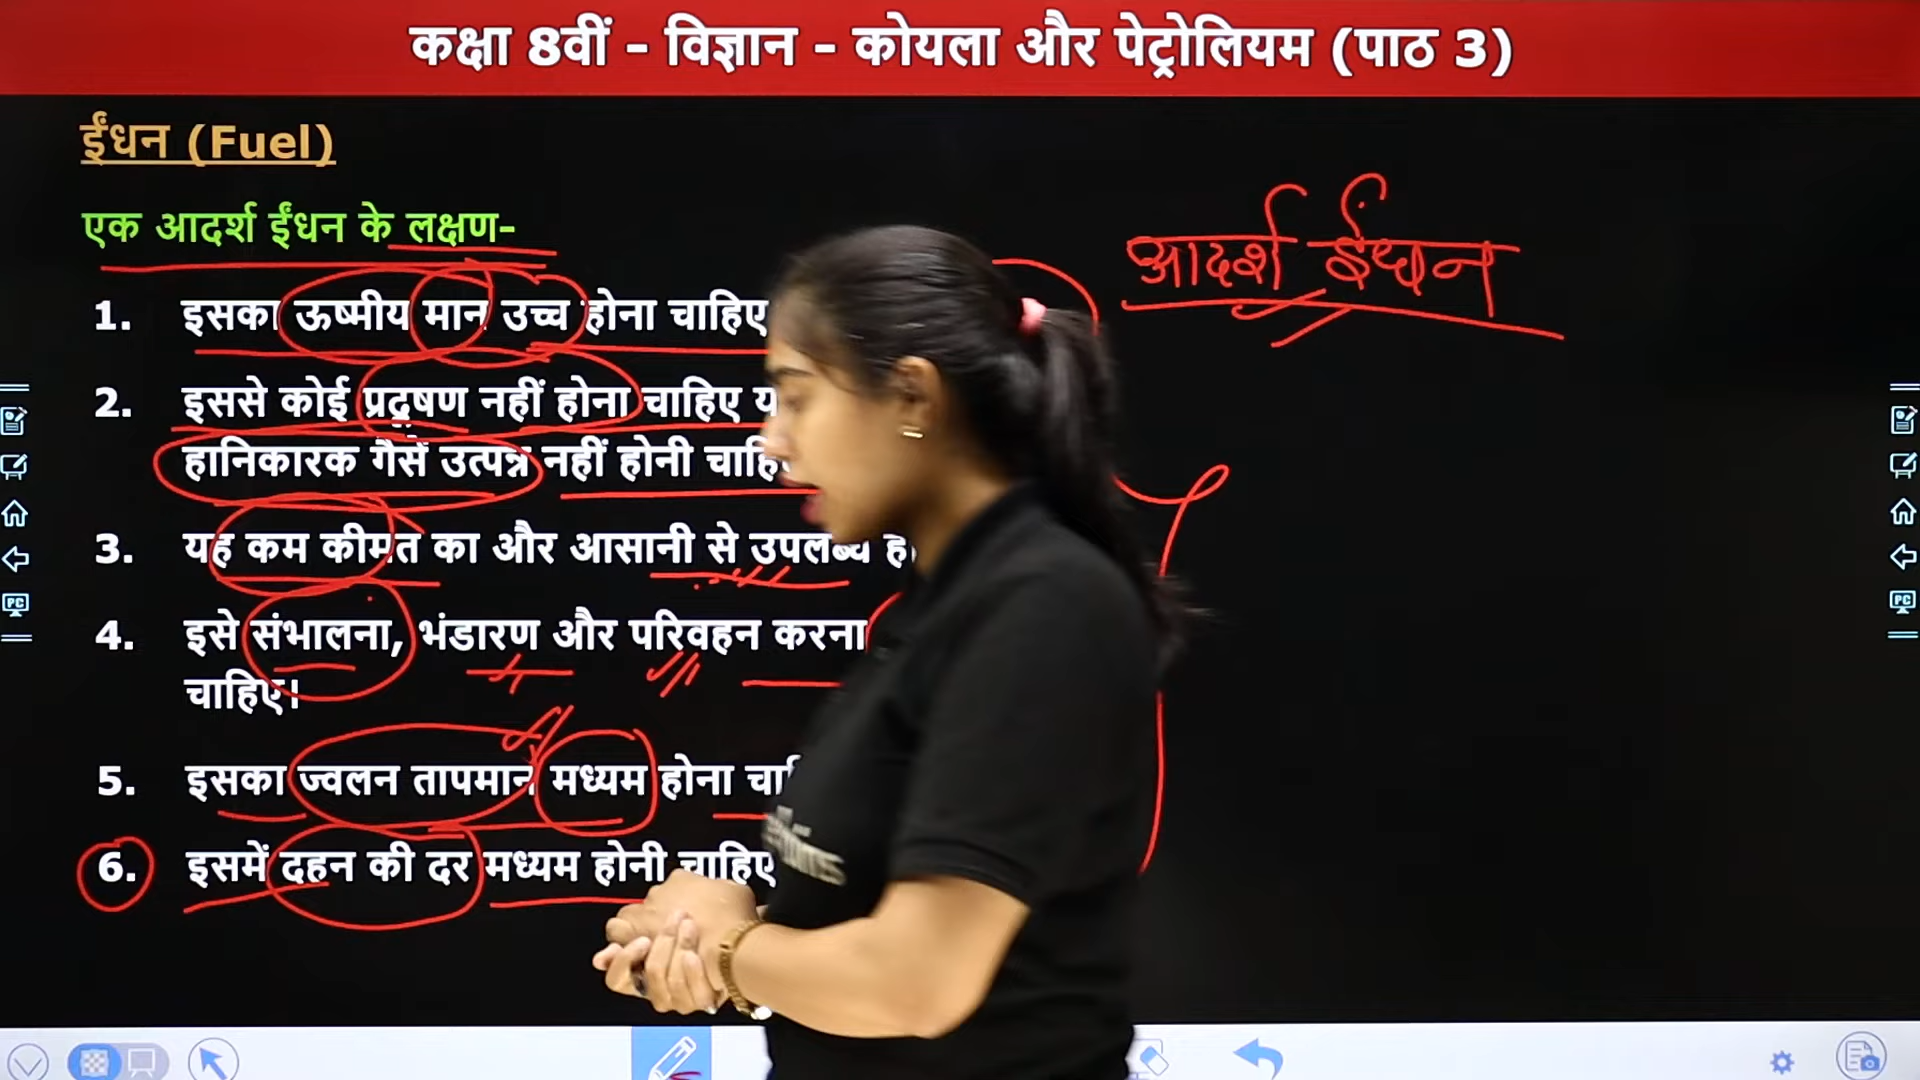 कक्षा 8वीं – विज्ञान – कोयला और पेट्रोलियम (पाठ 3)
ईंधन (Fuel)
आदर्श ईंधन
एक आदर्श ईंधन के लक्षण-
1. इसका ऊष्मीय मान उच्च होना चाहिए
2. इससे कोई प्रदूषण नहीं होना चाहिए
हानिकारक गैसें उत्पन्न नहीं होनी
3. यह कम कीमत का और आसानी से उपलब्ध
4. इसे संभालना, भंडारण और परिवहन करना
चाहिए।
5. इसका ज्वलन तापमान मध्यम होना
6. इसमें दहन की दर मध्यम होनी चाहिए
PC
PC